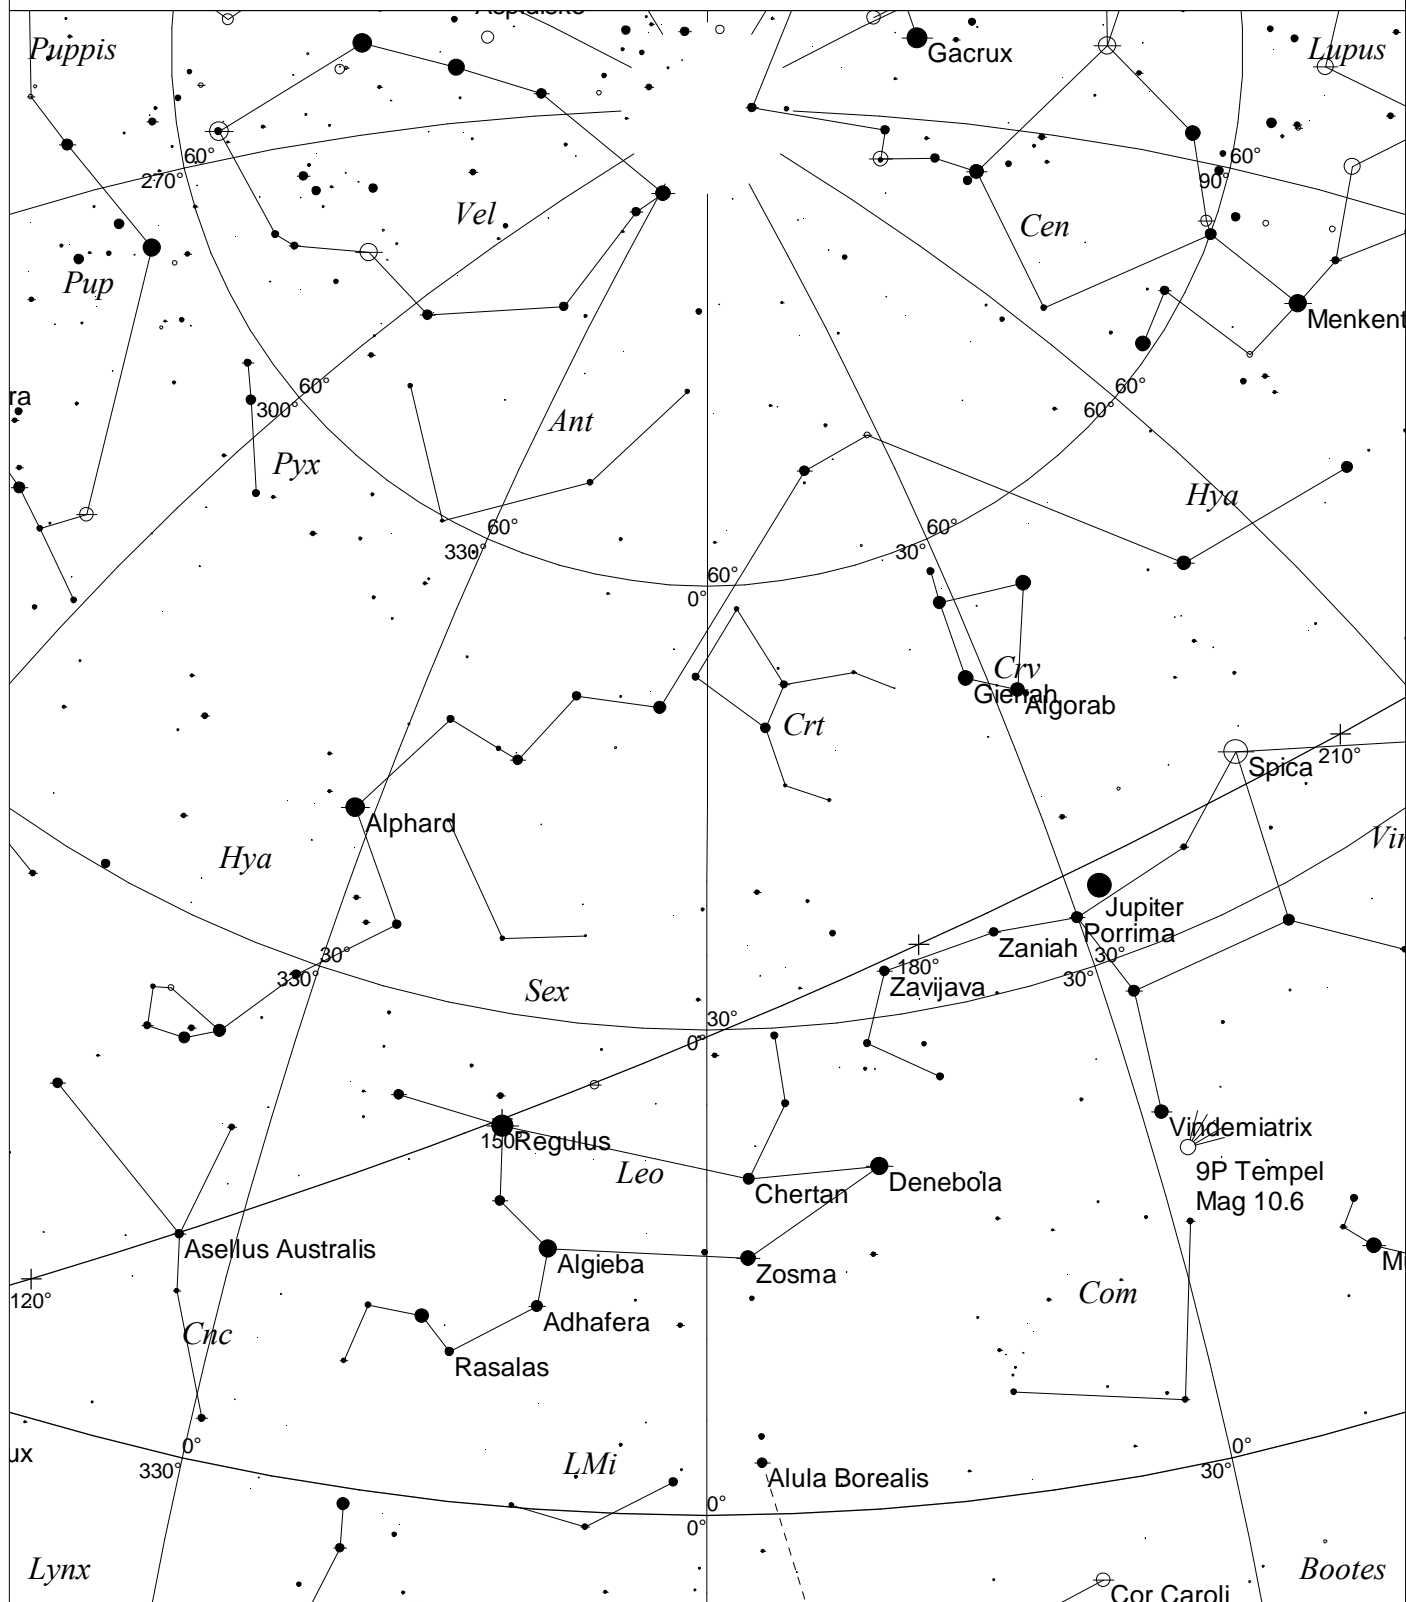 Puppis
Gacrux
Lupus
60°
270°
60°
90°
Vel
Cen
Pup
Menkent
ra
60°
300°
60°
60°
Ant
Pyx
Hya
60°
330°
60°
30°
60°
0°
Crv
Gienah
Algorab
Crt
Spica
210°
Alphard
Vir
Hya
Jupiter
Porrima
Zaniah
30°
330°
180°
30°
30°
Zavijava
Sex
30°
0°
Vindemiatrix
150°
Regulus
Leo
9P Tempel
Mag 10.6
Denebola
Chertan
Asellus Australis
Algieba
Zosma
M
120°
Com
Cnc
Adhafera
Rasalas
0°
330°
0°
30°
ux
LMi
Alula Borealis
0°
0°
Lynx
Bootes
Cor Caroli